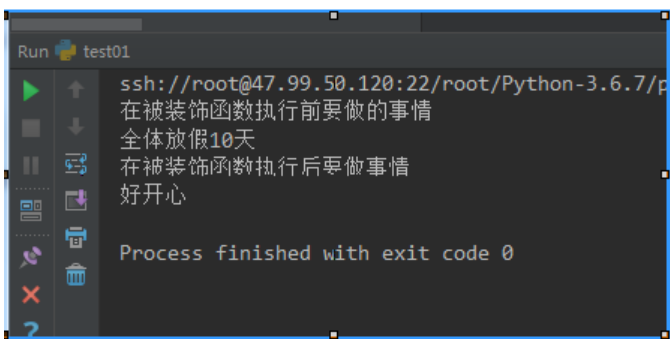 Run test01
ssh://root@47.99.50.120:22/root/Python-3.6.7/p
在被装饰函数执行前要做的事情
全体放假10天
在被装饰函数执行后要做事情
好开心
Process finished with exit code 0
?